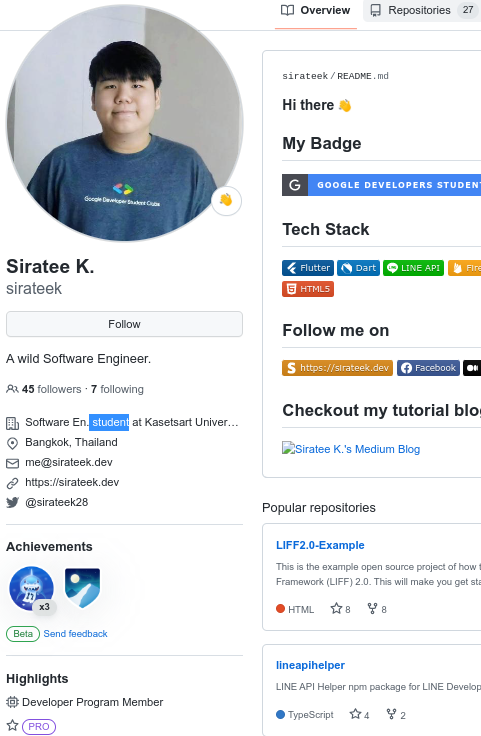 Overview
Repositories 27
Google Developer Student Clubs
Siratee K.
sirateek
Follow
A wild Software Engineer.
45 followers · 7 following
Software En. student at Kasetsart Univer…
Bangkok, Thailand
me@sirateek.dev
https://sirateek.dev
@sirateek28
Achievements
x3
Beta Send feedback
Highlights
Developer Program Member
PRO
sirateek / README.md
Hi there 👋
My Badge
G GOOGLE DEVELOPERS STUDENT
Tech Stack
Flutter Dart LINE API Fire
HTML5
Follow me on
https://sirateek.dev Facebook
Checkout my tutorial blog
Siratee K.'s Medium Blog
Popular repositories
LIFF2.0-Example
This is the example open source project of how t
Framework (LIFF) 2.0. This will make you get sta
HTML 8 8
lineapihelper
LINE API Helper npm package for LINE Develop
TypeScript 4 2